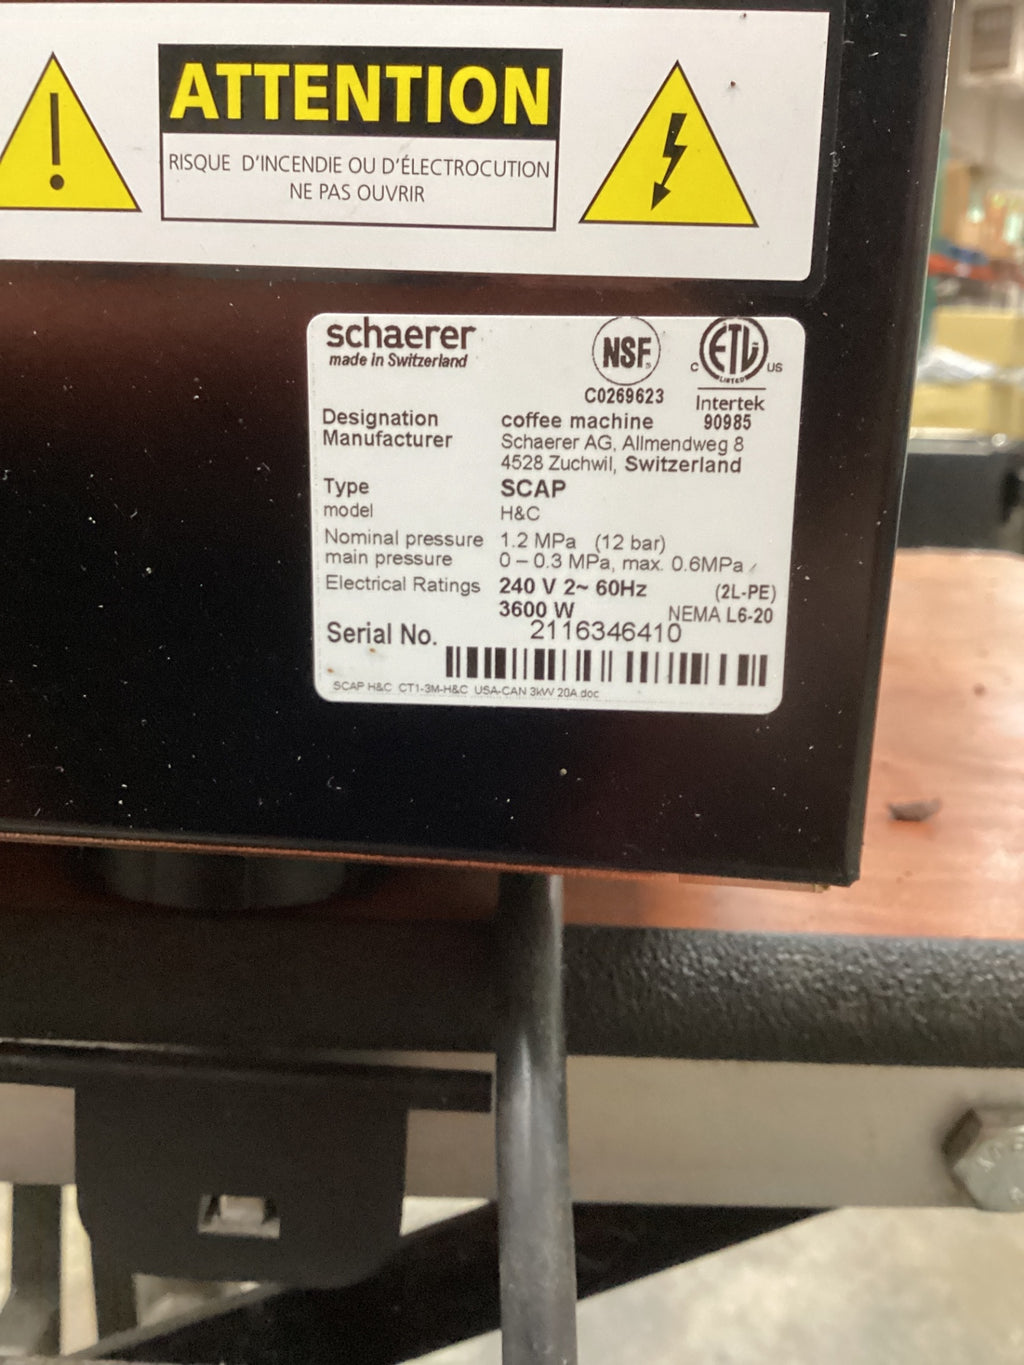 ATTENTION
RISQUE D'INCENDIE OU D'ÉLECTROCUTION
NE PAS OUVRIR
schaerer
made in Switzerland
NSF
C0269623
ETL
LISTED
C US
Intertek
90985
Designation coffee machine
Manufacturer Schaerer AG, Allmendweg 8
4528 Zuchwil, Switzerland
Type SCAP
model H&C
Nominal pressure 1.2 MPa (12 bar)
main pressure 0 – 0.3 MPa, max. 0.6MPa
Electrical Ratings 240 V 2~ 60Hz (2L-PE)
3600 W NEMA L6-20
Serial No. 2116346410
SCAP H&C CT1-3M-H&C USA-CAN 3kW 20A.doc